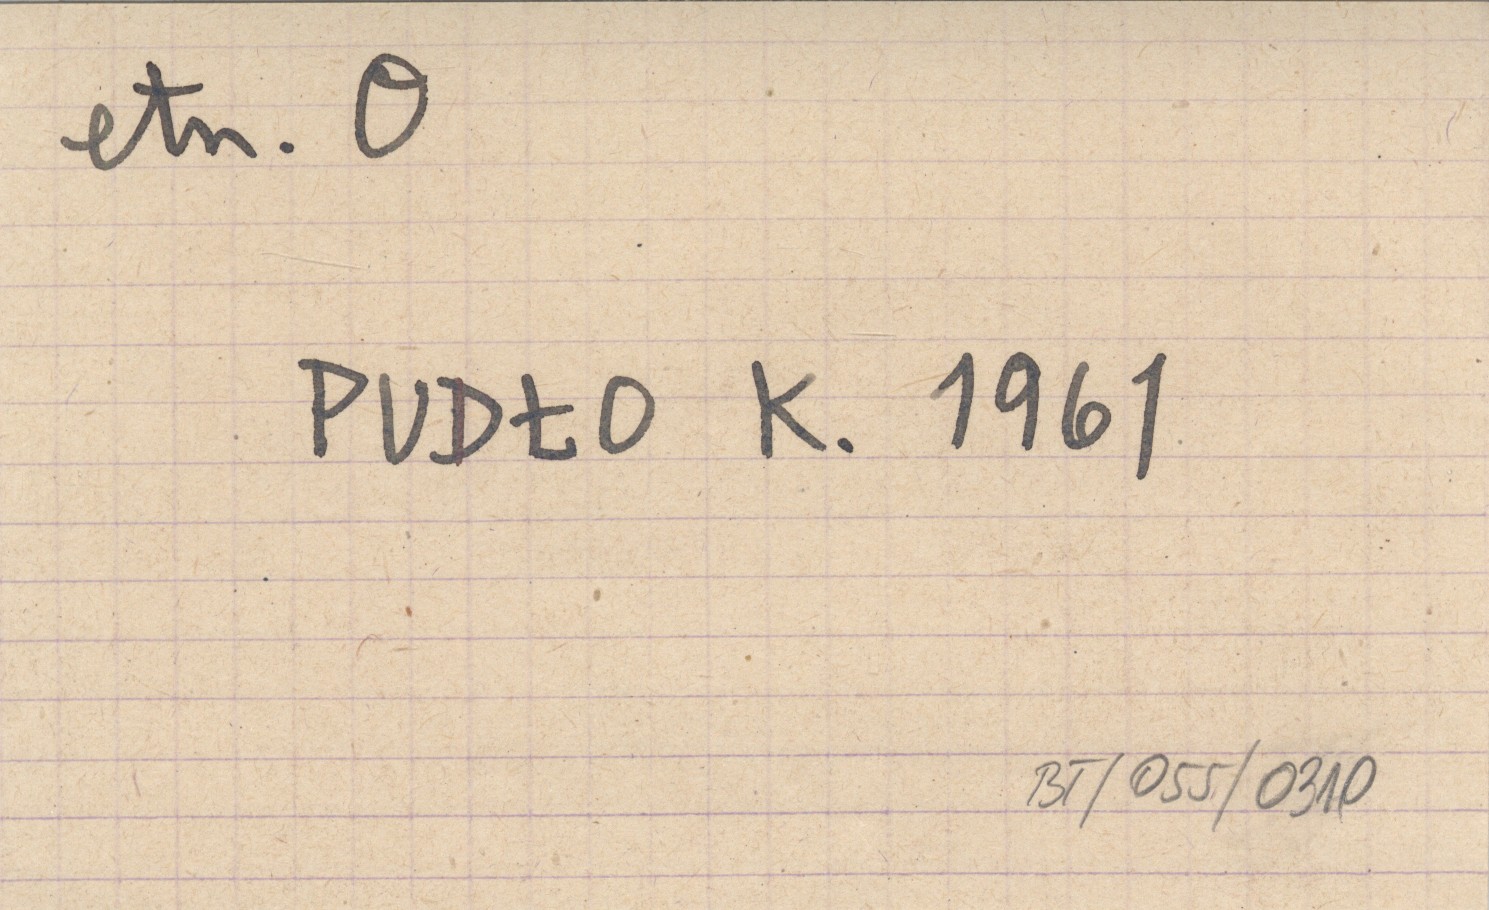 etn. O
PUDŁO K. 1961
BT/055/0310